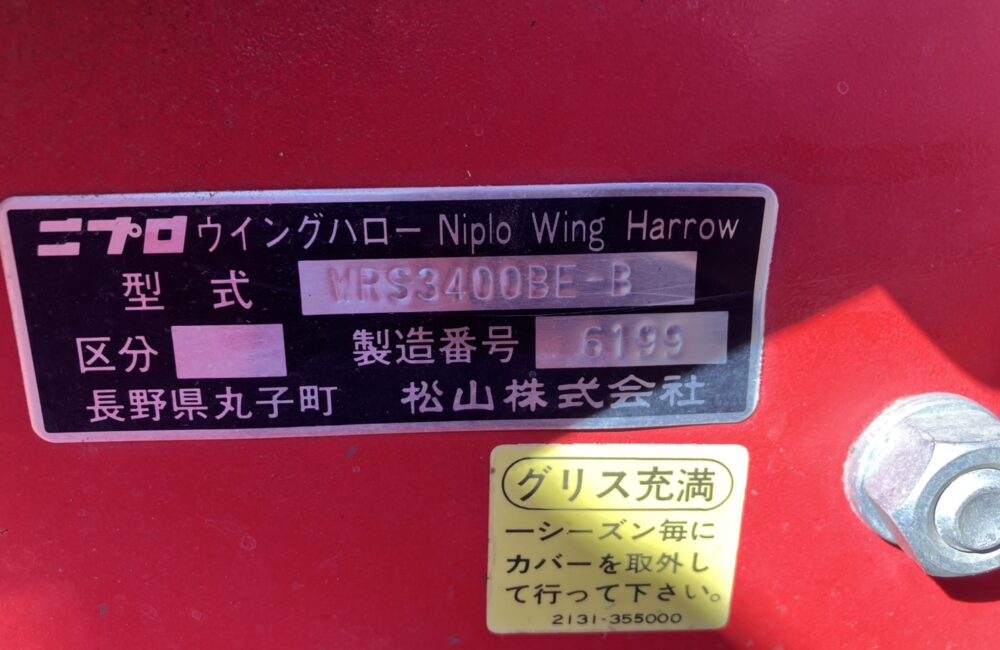 ニプロ ウイングハロー Niplo Wing Harrow
型式 WRS3400BE-B
区分 製造番号 6199
長野県丸子町 松山株式会社
グリス充満
一シーズン毎に
カバーを取外し
て行って下さい。
2131-355000